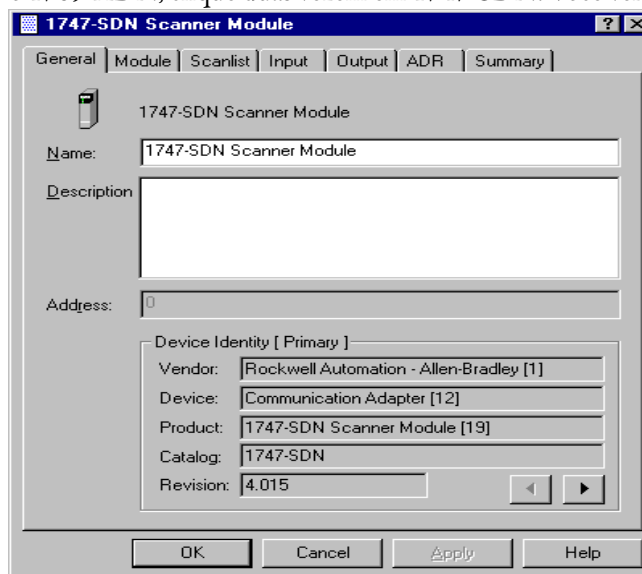 1747-SDN Scanner Module
General Module Scanlist Input Output ADR Summary
1747-SDN Scanner Module
Name: 1747-SDN Scanner Module
Description
Address: 0
Device Identity [ Primary ]
Vendor: Rockwell Automation - Allen-Bradley [1]
Device: Communication Adapter [12]
Product: 1747-SDN Scanner Module [19]
Catalog: 1747-SDN
Revision: 4.015
OK Cancel Apply Help